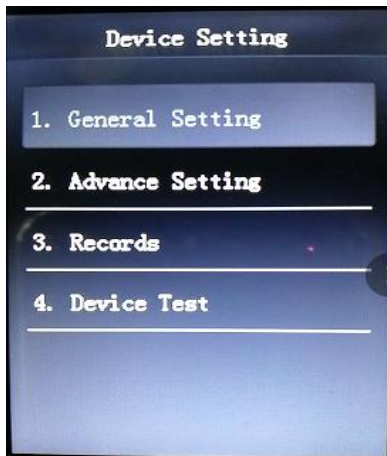 Device Setting
1. General Setting
2. Advance Setting
3. Records
4. Device Test